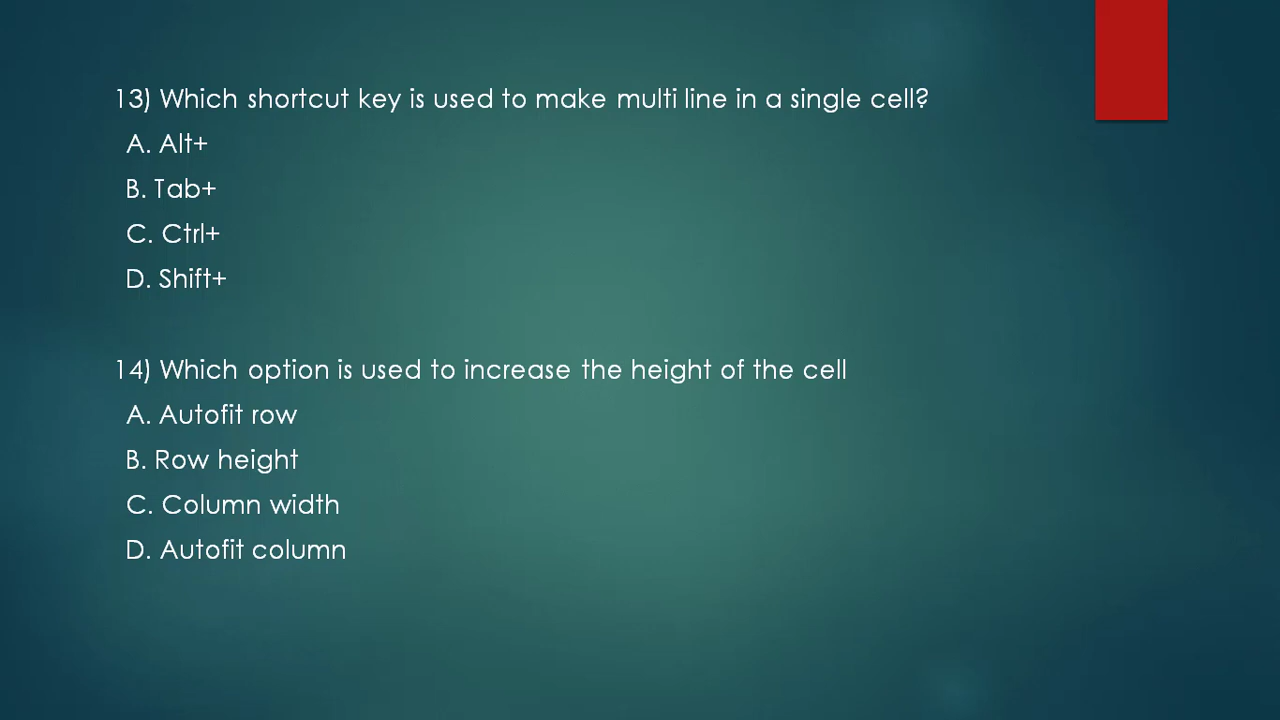 13) Which shortcut key is used to make multi line in a single cell?
A. Alt+
B. Tab+
C. Ctrl+
D. Shift+
14) Which option is used to increase the height of the cell
A. Autofit row
B. Row height
C. Column width
D. Autofit column